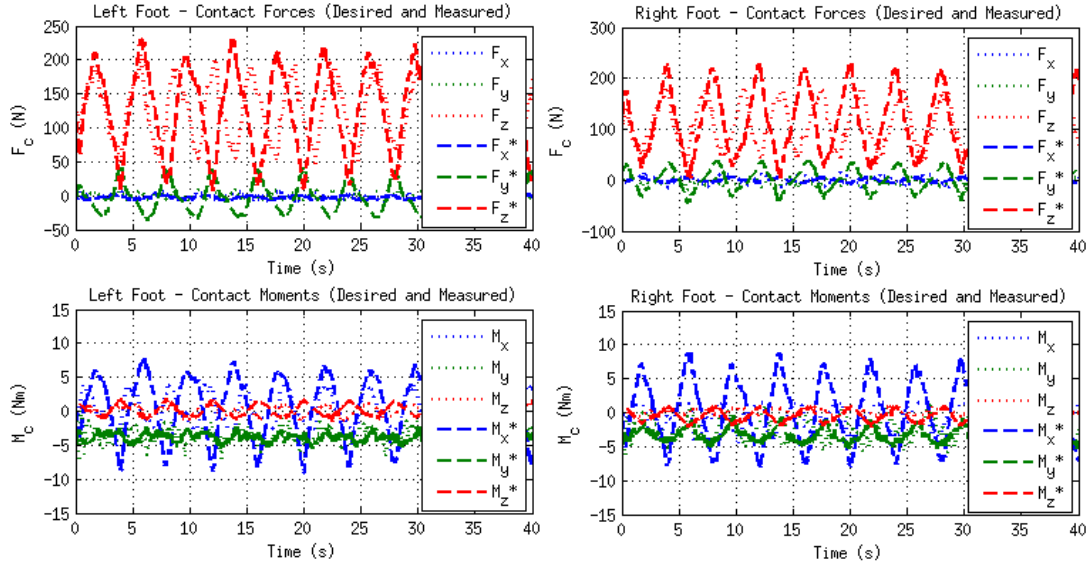 Left Foot - Contact Forces (Desired and Measured)
250
200
150
100
50
0
-50
F_c (N)
0 5 10 15 20 25 30 35 40
Time (s)
F_x
F_y
F_z
F_x*
F_y*
F_z*
Right Foot - Contact Forces (Desired and Measured)
300
200
100
0
-100
F_c (N)
0 5 10 15 20 25 30 35 40
Time (s)
F_x
F_y
F_z
F_x*
F_y*
F_z*
Left Foot - Contact Moments (Desired and Measured)
15
10
5
0
-5
-10
-15
M_c (Nm)
0 5 10 15 20 25 30 35 40
Time (s)
M_x
M_y
M_z
M_x*
M_y*
M_z*
Right Foot - Contact Moments (Desired and Measured)
15
10
5
0
-5
-10
-15
M_c (Nm)
0 5 10 15 20 25 30 35 40
Time (s)
M_x
M_y
M_z
M_x*
M_y*
M_z*